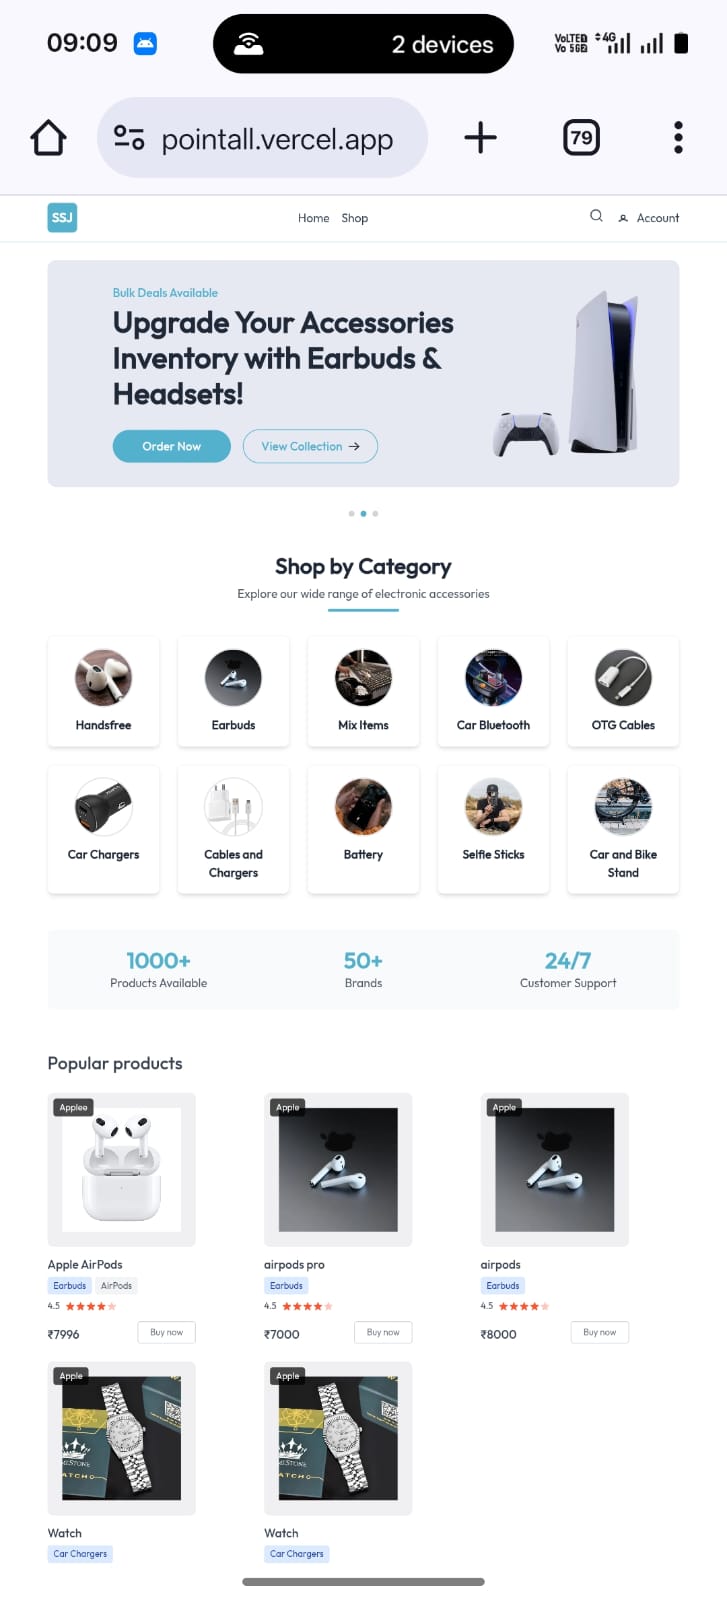 09:09
2 devices
VoLTE 4G
pointall.vercel.app
79
SSJ
Home Shop
Account
Bulk Deals Available
Upgrade Your Accessories
Inventory with Earbuds &
Headsets!
Order Now
View Collection →
Shop by Category
Explore our wide range of electronic accessories
Handsfree
Earbuds
Mix Items
Car Bluetooth
OTG Cables
Car Chargers
Cables and
Chargers
Battery
Selfie Sticks
Car and Bike
Stand
1000+
Products Available
50+
Brands
24/7
Customer Support
Popular products
Applee
Apple AirPods
Earbuds AirPods
4.5
₹7996
Buy now
Apple
airpods pro
Earbuds
4.5
₹7000
Buy now
Apple
airpods
Earbuds
4.5
₹8000
Buy now
Apple
Watch
Car Chargers
Apple
Watch
Car Chargers